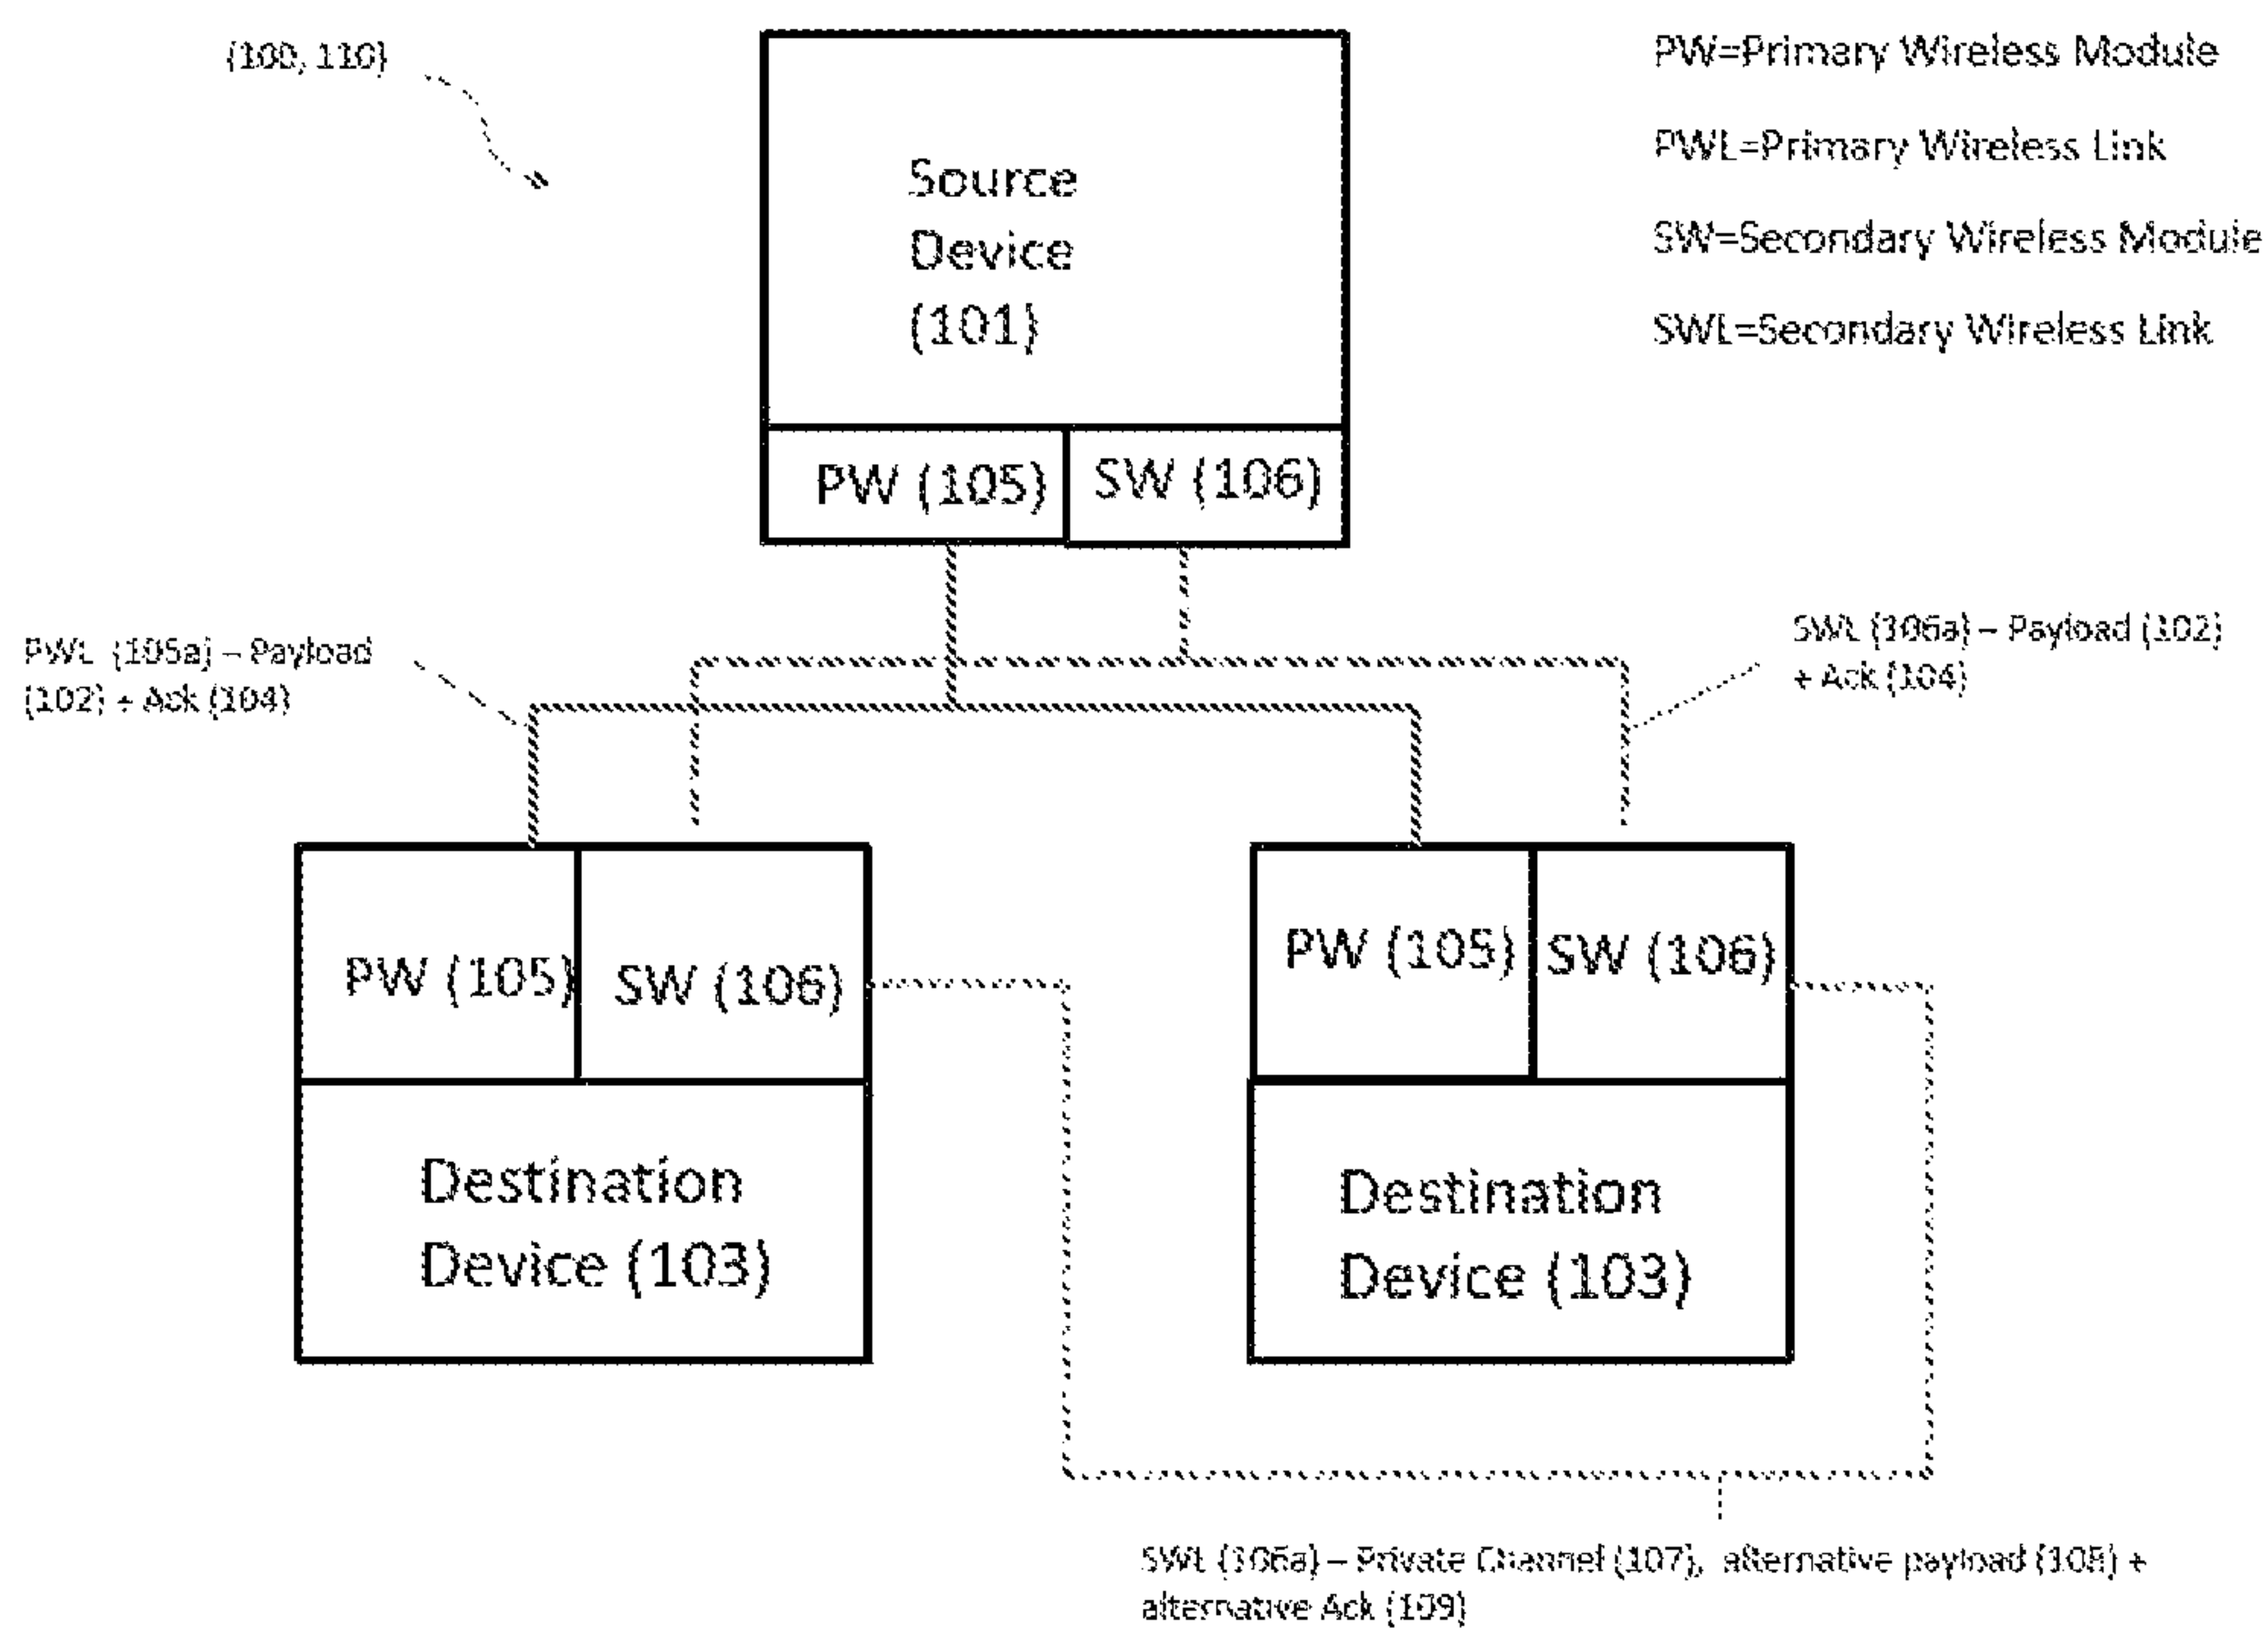 (100, 110)
PW=Primary Wireless Module
PWL=Primary Wireless Link
SW=Secondary Wireless Module
SWL=Secondary Wireless Link
Source
Device
(101)
PW (105)
SW (106)
PWL (105a) – Payload
(102) + Ack (104)
SWL (106a) – Payload (102)
+ Ack (104)
PW (105)
SW (106)
PW (105)
SW (106)
Destination
Device (103)
Destination
Device (103)
SWL (106a) – Private Channel (107), alternative payload (108) +
alternative Ack (109)